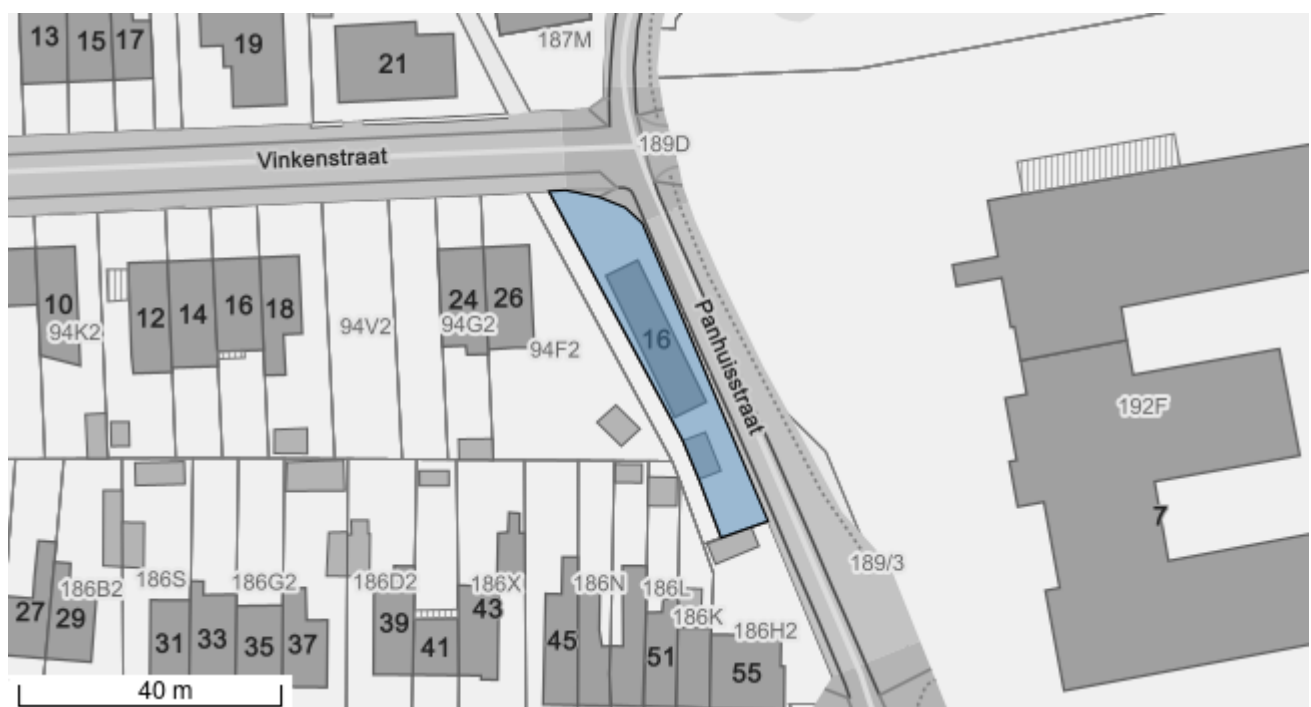 13
15
17
19
21
187M
Vinkenstraat
189D
10
94K2
12
14
16
18
94V2
24
94G2
26
94F2
16
Panhuisstraat
192F
7
27
29
186B2
186S
31
33
186G2
35
37
186D2
39
41
186X
43
45
186N
186L
51
186K
186H2
55
189/3
40 m